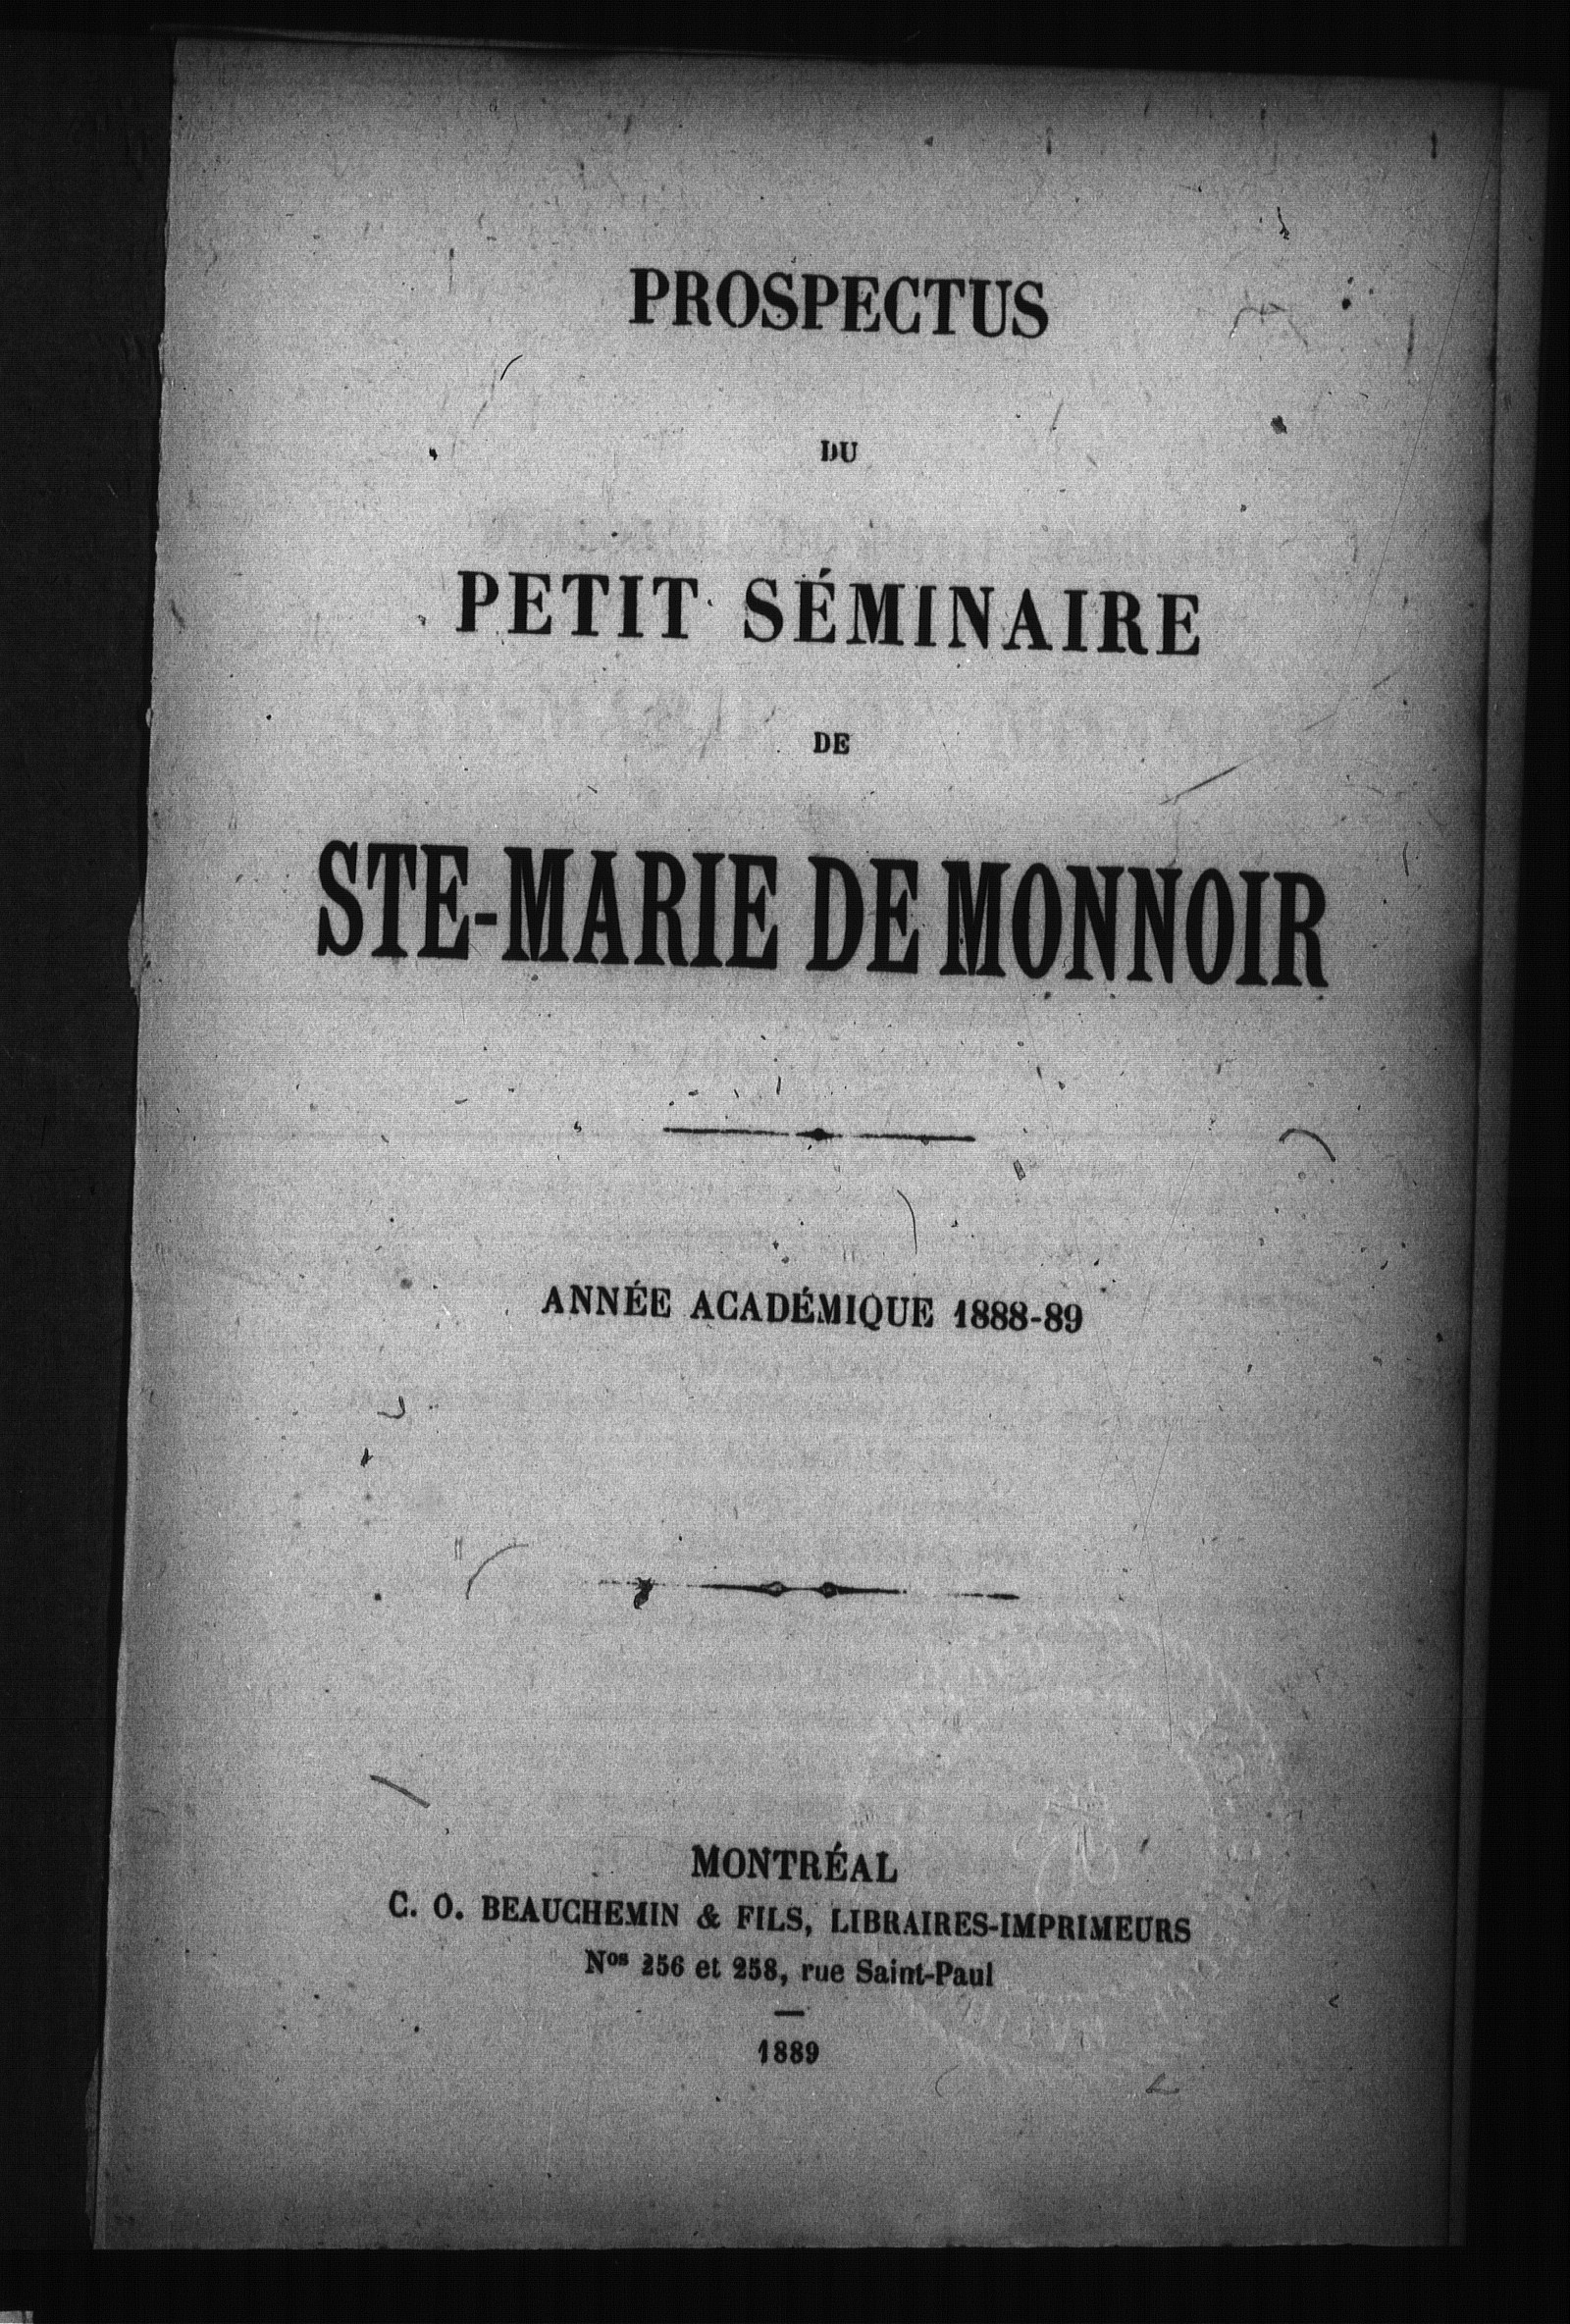 PROSPECTUS
DU
PETIT SÉMINAIRE
DE
STE-MARIE DE MONNOIR
ANNÉE ACADÉMIQUE 1888-89
MONTRÉAL
C. O. BEAUCHEMIN & FILS, LIBRAIRES-IMPRIMEURS
Nos 256 et 258, rue Saint-Paul
1889